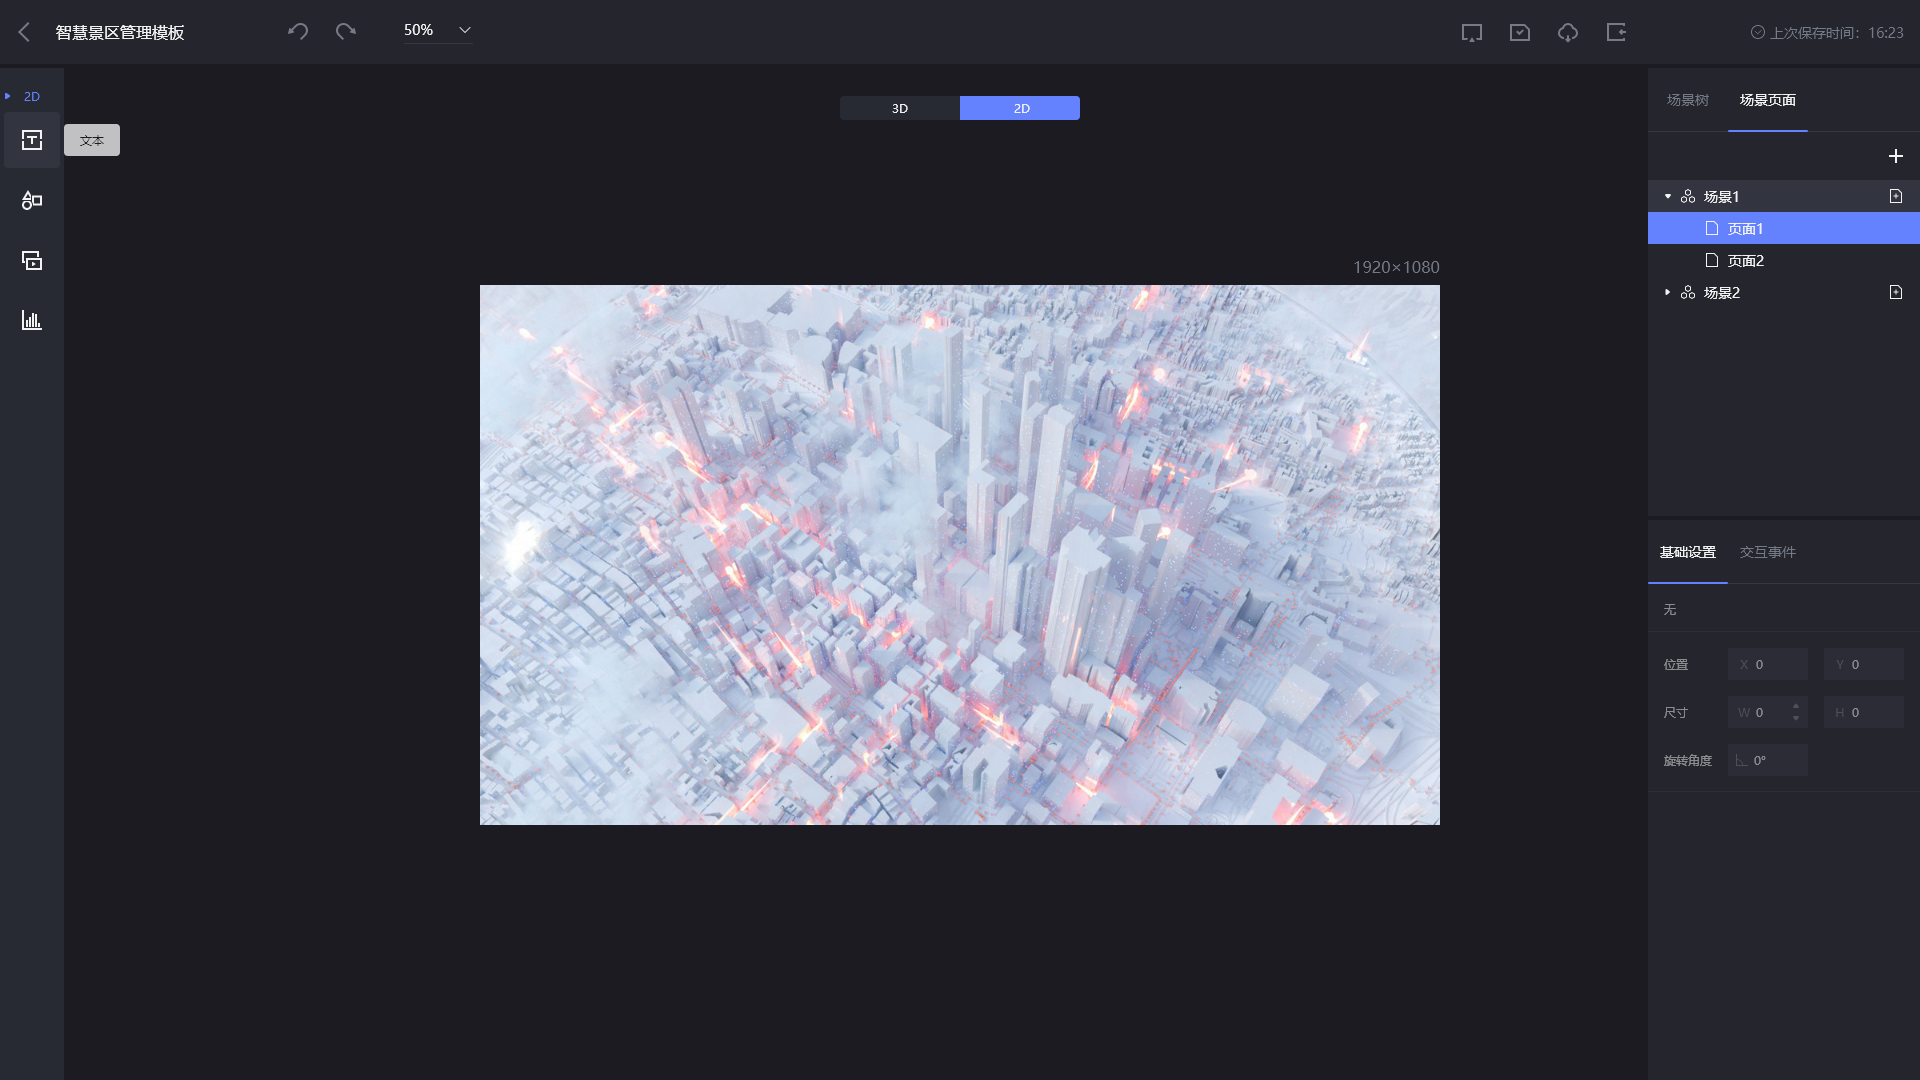 智慧景区管理模板
50%
上次保存时间：16:23
2D
文本
3D
2D
1920×1080
场景树
场景页面
场景1
页面1
页面2
场景2
基础设置
交互事件
无
位置
X 0
Y 0
尺寸
W 0
H 0
旋转角度
0°